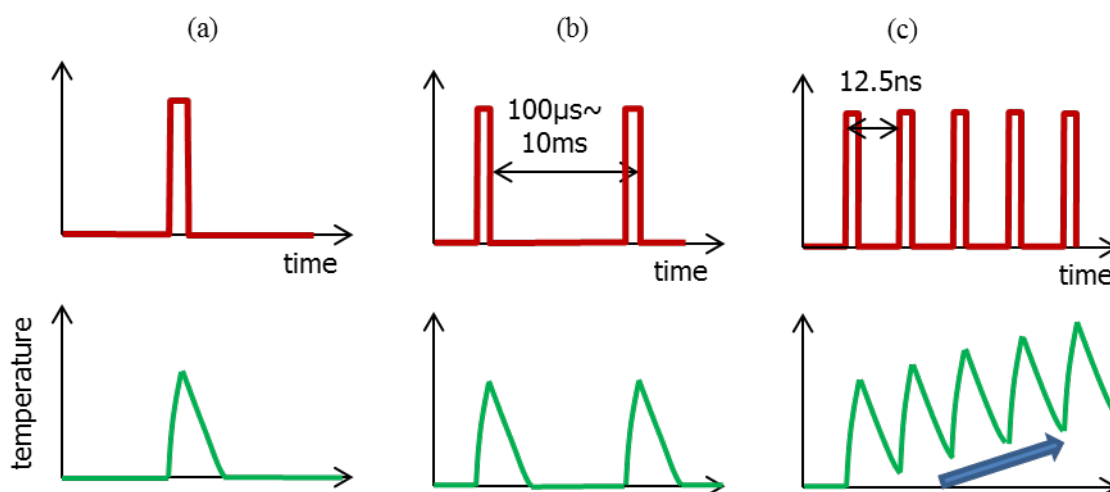 (a)
(b)
(c)
100μs~
10ms
12.5ns
time
time
time
temperature